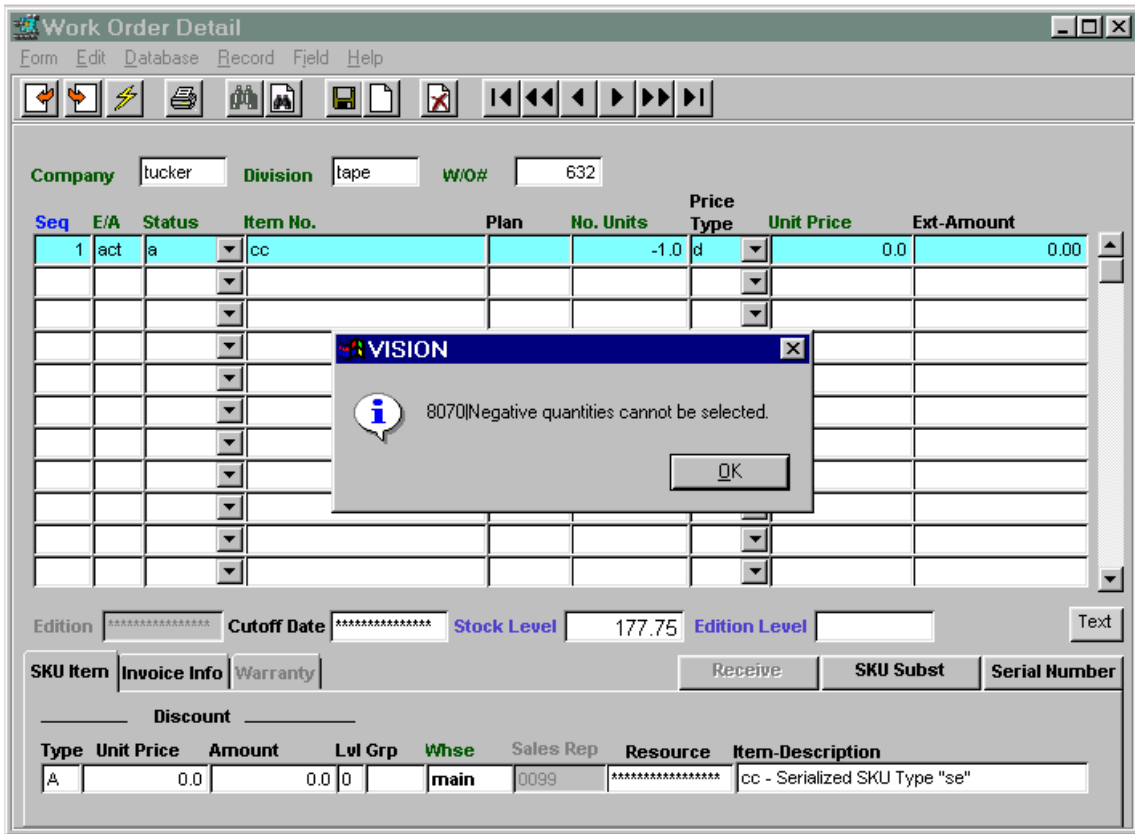 Work Order Detail
Form Edit Database Record Field Help
Company tucker Division tape W/O# 632
Price
Seq E/A Status Item No. Plan No. Units Type Unit Price Ext-Amount
1 act a cc -1.0 d 0.0 0.00
VISION
8070|Negative quantities cannot be selected.
OK
Edition **************** Cutoff Date *************** Stock Level 177.75 Edition Level Text
SKU Item Invoice Info Warranty Receive SKU Subst Serial Number
Discount
Type Unit Price Amount Lvl Grp Whse Sales Rep Resource Item-Description
A 0.0 0.0 0 main 0099 ***************** cc - Serialized SKU Type "se"